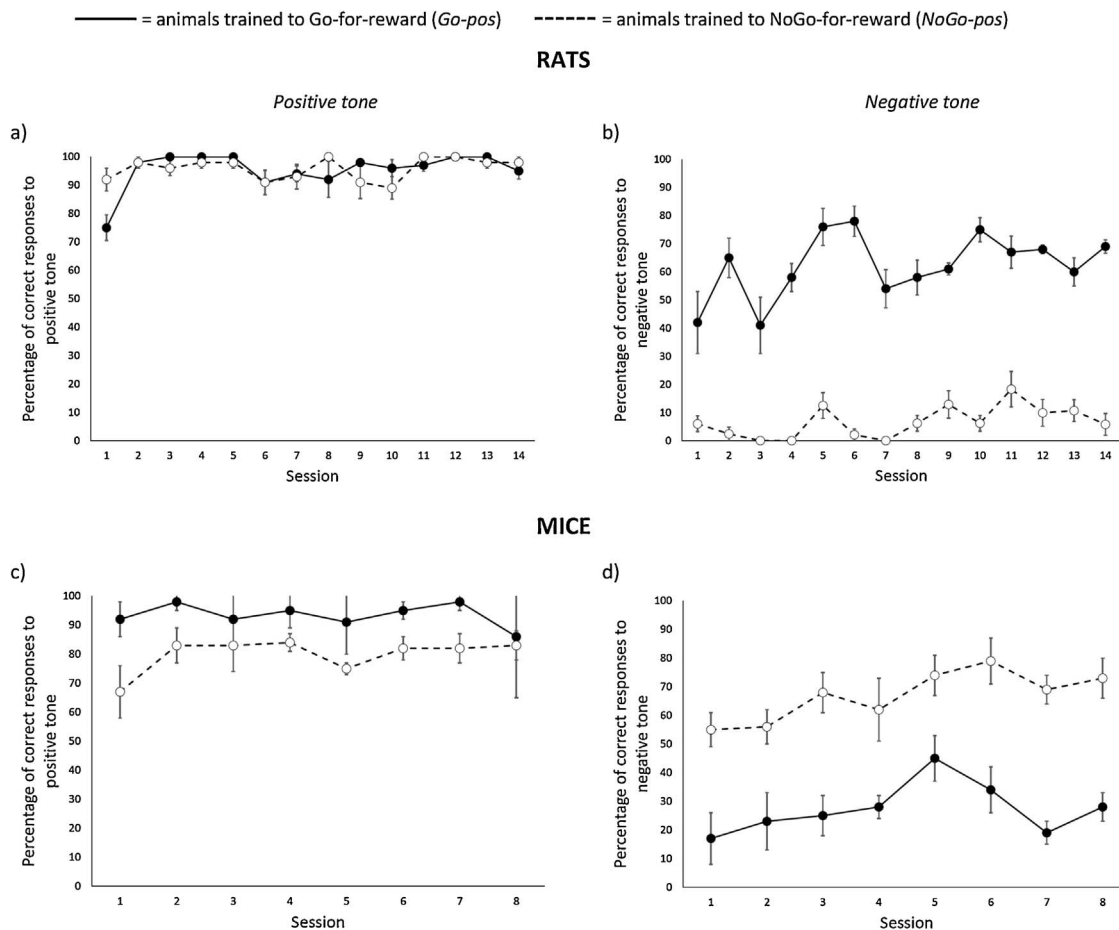 = animals trained to Go-for-reward (Go-pos) = animals trained to NoGo-for-reward (NoGo-pos)
RATS
Positive tone
Negative tone
a)
Percentage of correct responses to
positive tone
100
90
80
70
60
50
40
30
20
10
0
1 2 3 4 5 6 7 8 9 10 11 12 13 14
Session
b)
Percentage of correct responses to
negative tone
100
90
80
70
60
50
40
30
20
10
0
1 2 3 4 5 6 7 8 9 10 11 12 13 14
Session
MICE
c)
Percentage of correct responses to
positive tone
100
90
80
70
60
50
40
30
20
10
0
1 2 3 4 5 6 7 8
Session
d)
Percentage of correct responses to
negative tone
100
90
80
70
60
50
40
30
20
10
0
1 2 3 4 5 6 7 8
Session